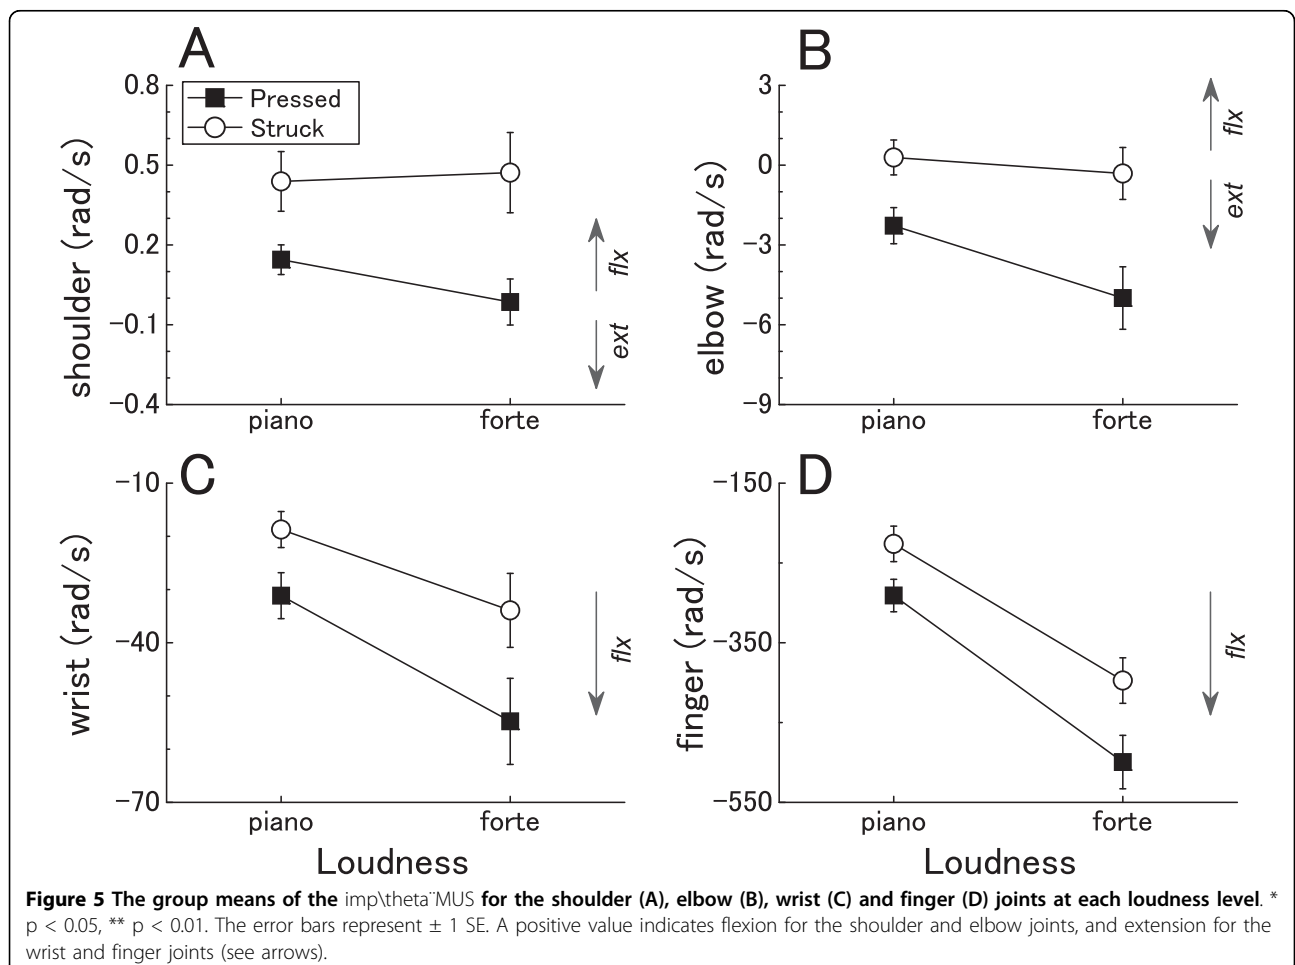 A
0.8
Pressed
Struck
0.5
0.2
−0.1
−0.4
shoulder (rad/s)
flx
ext
piano
forte
B
3
0
−3
−6
−9
elbow (rad/s)
flx
ext
piano
forte
C
−10
−40
−70
wrist (rad/s)
flx
piano
forte
Loudness
D
−150
−350
−550
finger (rad/s)
flx
piano
forte
Loudness
Figure 5 The group means of the imp\theta¨MUS for the shoulder (A), elbow (B), wrist (C) and finger (D) joints at each loudness level. *
p < 0.05, ** p < 0.01. The error bars represent ± 1 SE. A positive value indicates flexion for the shoulder and elbow joints, and extension for the
wrist and finger joints (see arrows).